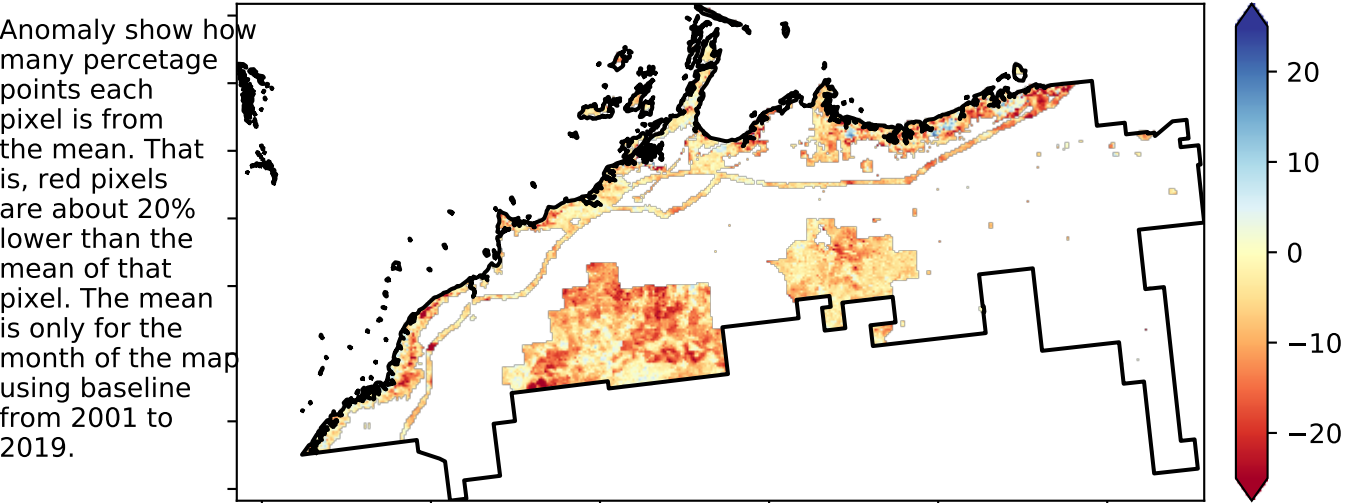 Anomaly show how
many percetage
points each
pixel is from
the mean. That
is, red pixels
are about 20%
lower than the
mean of that
pixel. The mean
is only for the
month of the map
using baseline
from 2001 to
2019.
20
10
0
−10
−20